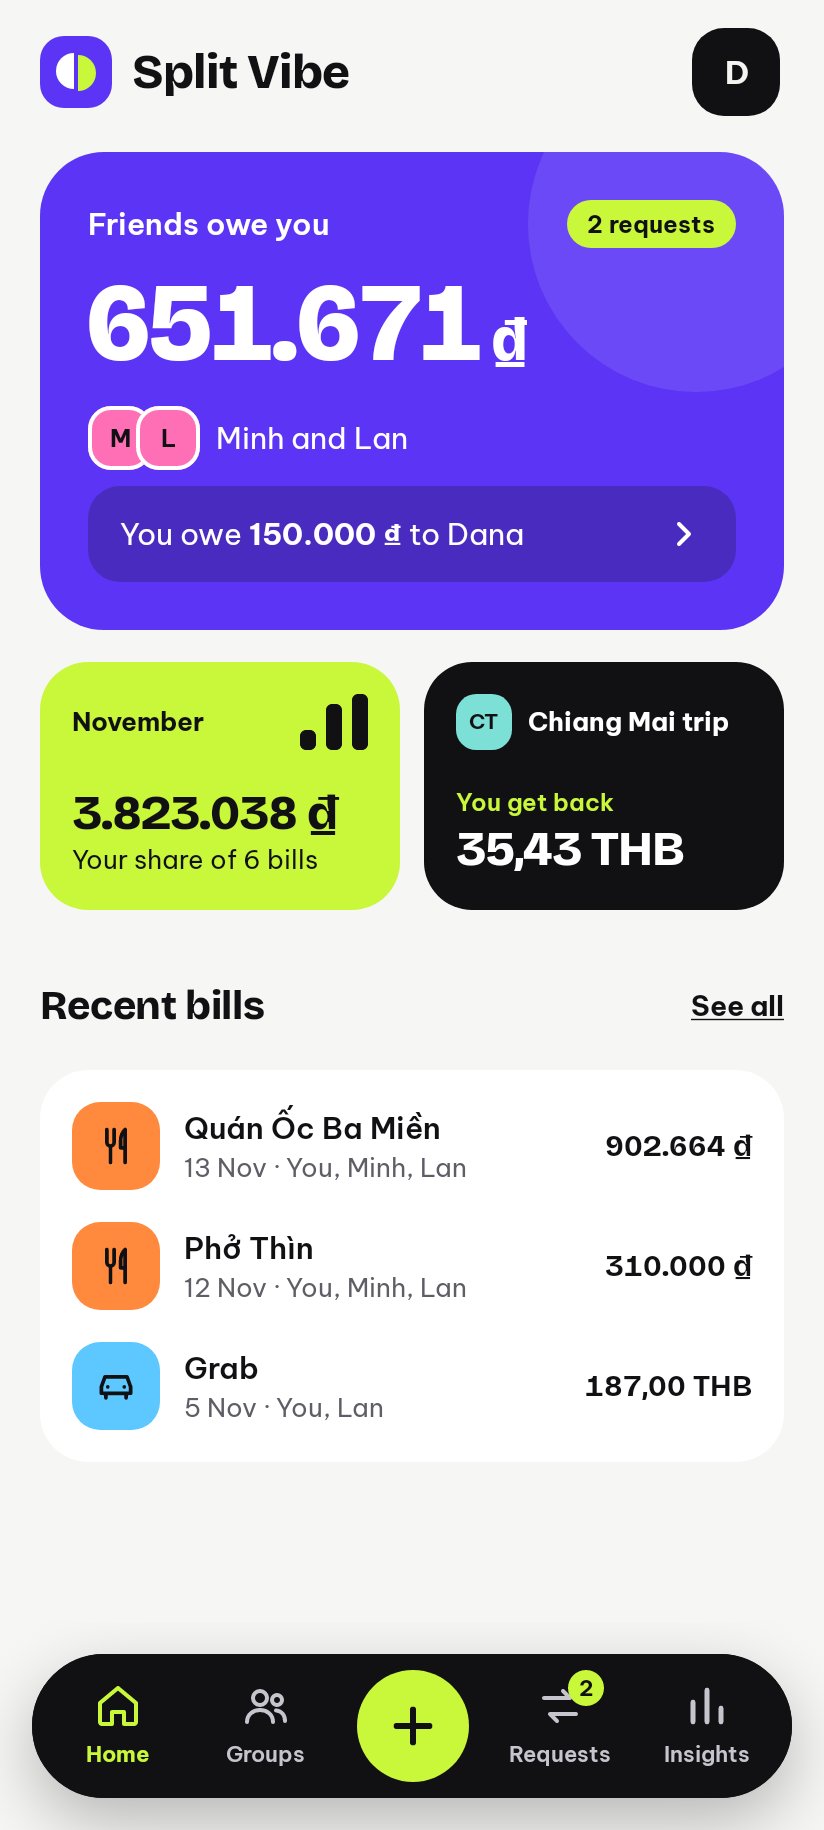 Split Vibe
D
Friends owe you
2 requests
651.671 ₫
M
L
Minh and Lan
You owe 150.000 ₫ to Dana
November
3.823.038 ₫
Your share of 6 bills
CT
Chiang Mai trip
You get back
35,43 THB
Recent bills
See all
Quán Ốc Ba Miền
13 Nov · You, Minh, Lan
902.664 ₫
Phở Thìn
12 Nov · You, Minh, Lan
310.000 ₫
Grab
5 Nov · You, Lan
187,00 THB
Home
Groups
2
Requests
Insights